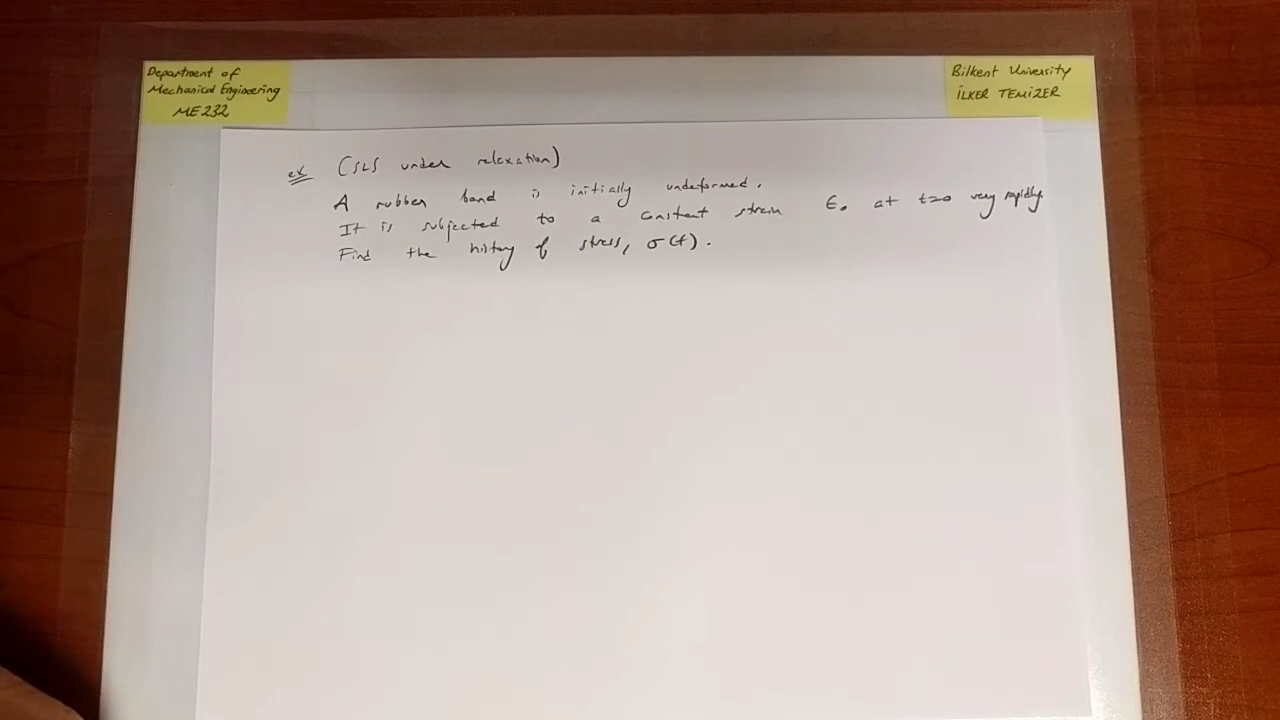 Department of
Mechanical Engineering
ME232
Bilkent University
İLKER TEMİZER
ex (SLS under relaxation)
A rubber band is initially undeformed.
It is subjected to a constant strain ε₀ at t=0 very rapidly.
Find the history of stress, σ(t).